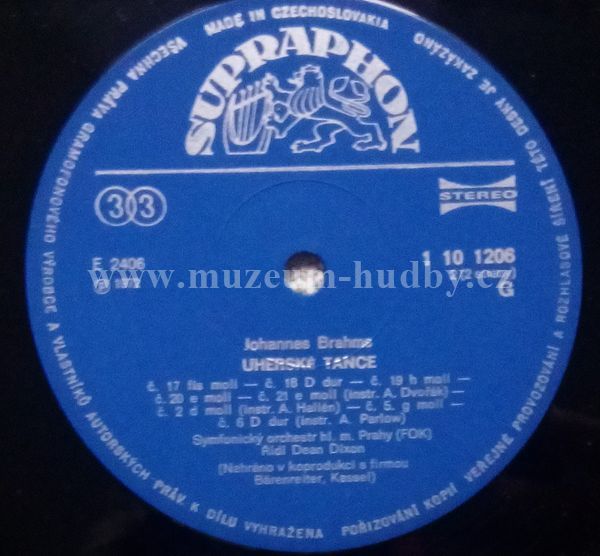 MADE IN CZECHOSLOVAKIA
SUPRAPHON
33
STEREO
E 2406
1 10 1206
℗ 1972
G
www.muzeum-hudby.cz
Johannes Brahms
UHERSKÉ TANCE
č. 17 fis moll — č. 18 D dur — č. 19 h moll —
č. 20 e moll — č. 21 e moll (instr. A. Dvořák) —
č. 2 d moll (instr. A. Hallén) — č. 5. g moll —
č. 6 D dur (instr. A. Parlow)
Symfonický orchestr hl. m. Prahy (FOK)
Řídí Dean Dixon
(Nahráno v koprodukci s firmou
Bärenreiter, Kassel)
VŠECHNA PRÁVA GRAMOFONOVÉHO VÝROBCE A VLASTNÍKŮ AUTORSKÝCH PRÁV K DÍLU VYHRAŽENA
POŘIZOVÁNÍ KOPIÍ VEŘEJNÉ PROVOZOVÁNÍ A ROZHLASOVÉ ŠÍŘENÍ TÉTO DESKY JE ZAKÁZÁNO